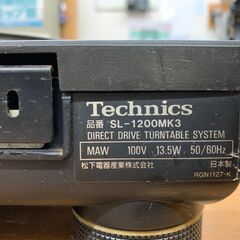 Technics
品番 SL-1200MK3
DIRECT DRIVE TURNTABLE SYSTEM
MAW 100V 13.5W 50/60Hz
松下電器産業株式会社 日本製
RGN1127-K